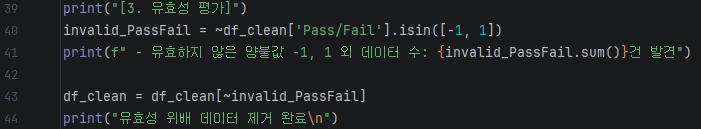 39 print("[3. 유효성 평가]")
40 invalid_PassFail = ~df_clean['Pass/Fail'].isin([-1, 1])
41 print(f" - 유효하지 않은 양불값 -1, 1 외 데이터 수: {invalid_PassFail.sum()}건 발견")
42
43 df_clean = df_clean[~invalid_PassFail]
44 print("유효성 위배 데이터 제거 완료\n")